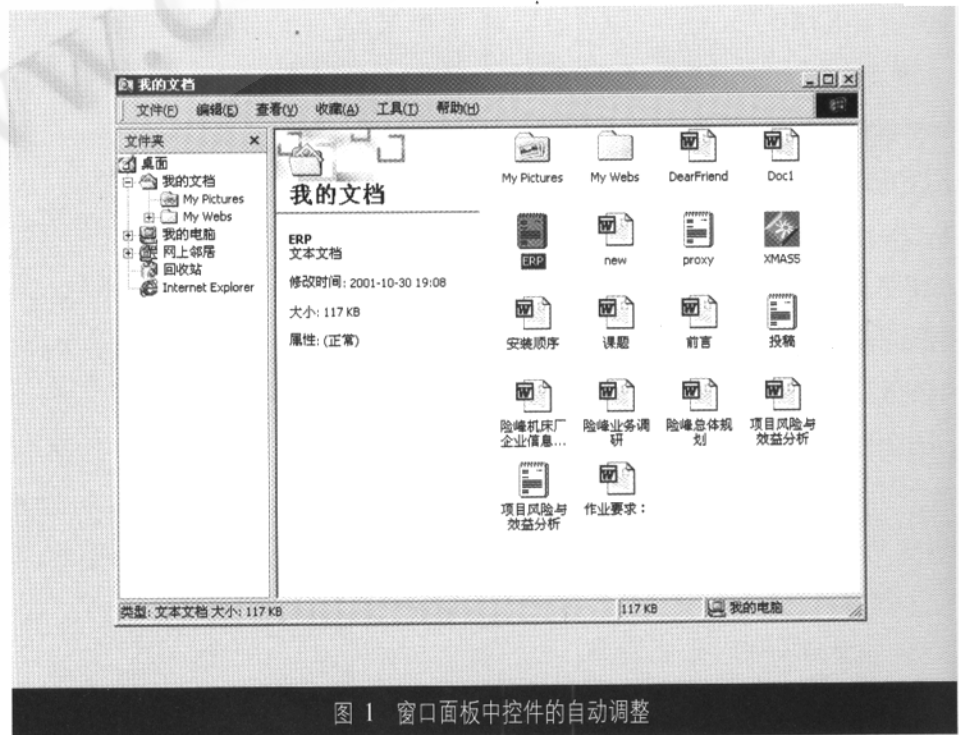 我的文档
文件(F) 编辑(E) 查看(V) 收藏(A) 工具(T) 帮助(H)
文件夹 ×
桌面
我的文档
My Pictures
My Webs
我的电脑
网上邻居
回收站
Internet Explorer
我的文档
ERP
文本文档
修改时间: 2001-10-30 19:08
大小: 117 KB
属性: (正常)
My Pictures My Webs DearFriend Doc1
ERP new proxy XMAS5
安装顺序 课题 前言 投稿
险峰机床厂企业信息... 险峰业务调研 险峰总体规划 项目风险与效益分析
项目风险与效益分析 作业要求：
类型: 文本文档 大小: 117 KB 117 KB 我的电脑
图 1 窗口面板中控件的自动调整